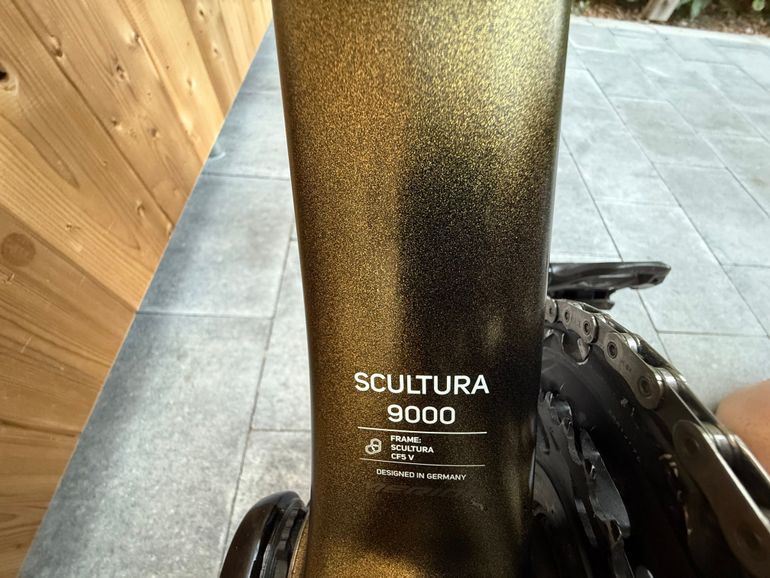 SCULTURA
9000
FRAME:
SCULTURA
CF5 V
DESIGNED IN GERMANY